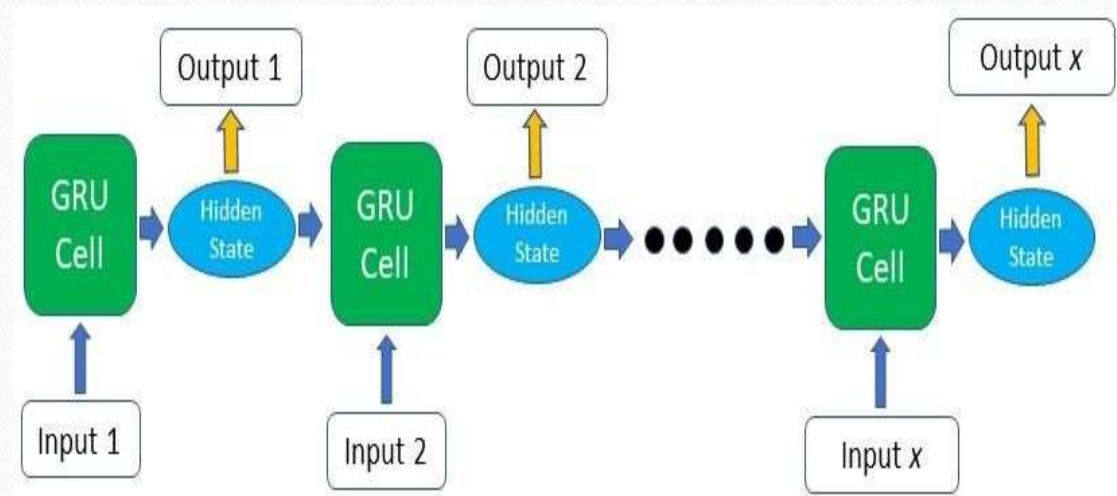 Output 1
Output 2
Output x
GRU
Cell
Hidden
State
GRU
Cell
Hidden
State
GRU
Cell
Hidden
State
Input 1
Input 2
Input x